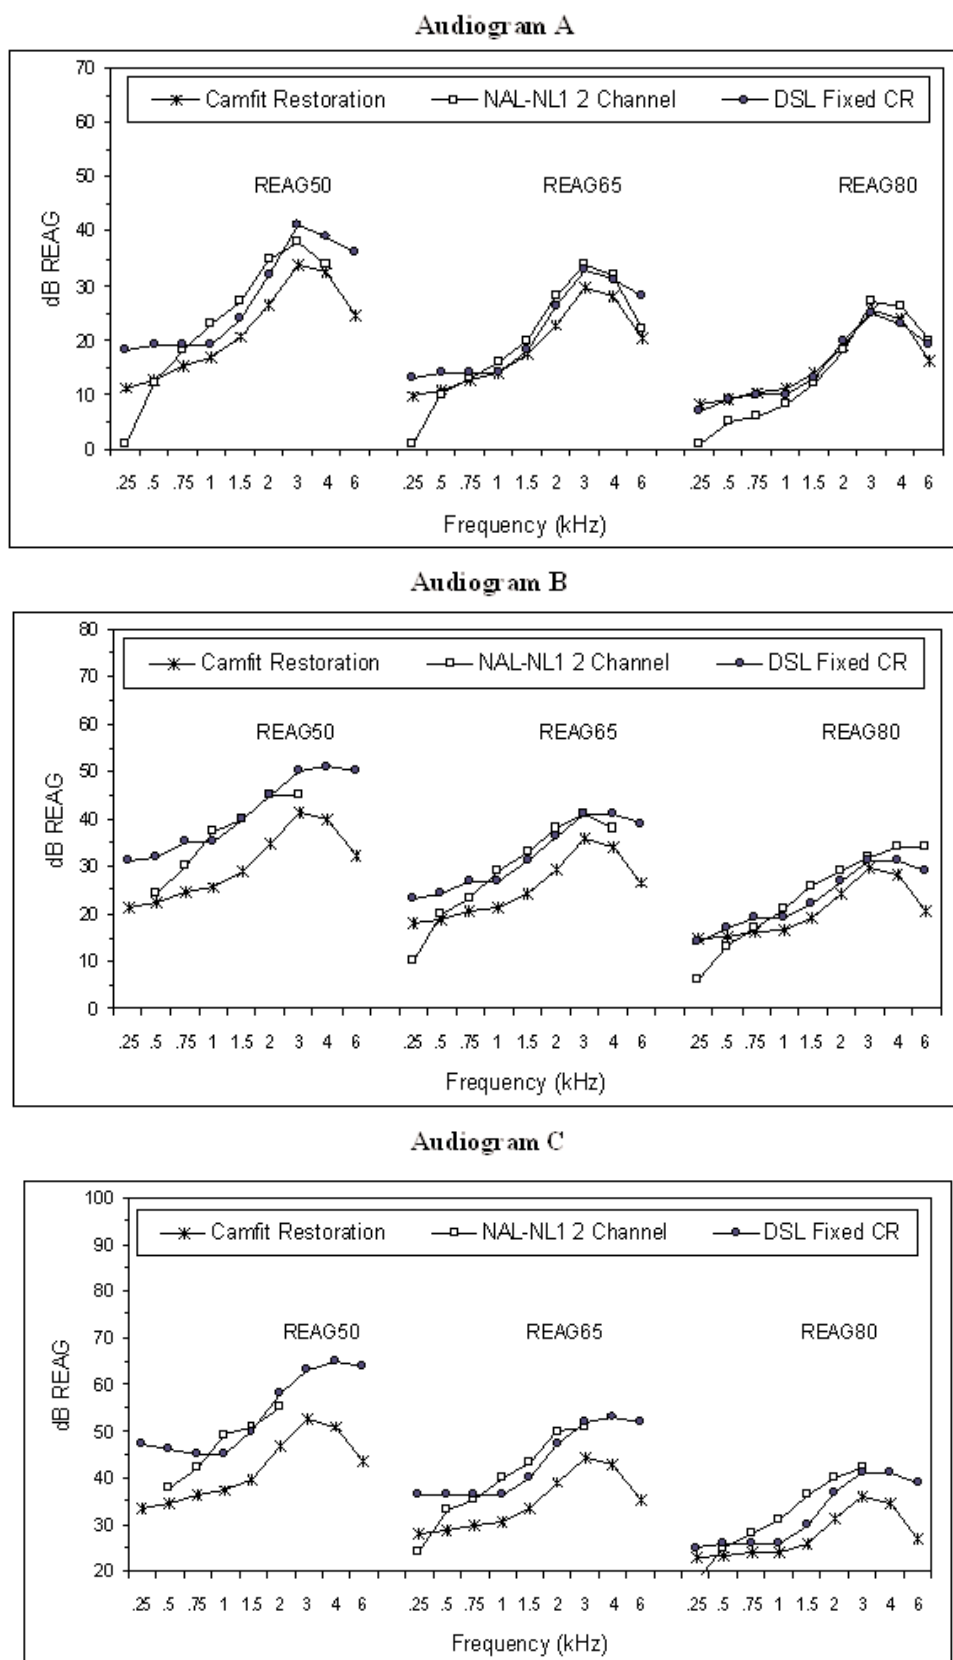 Audiogram A
70
60
50
40
30
20
10
0
dB REAG
Camfit Restoration NAL-NL1 2 Channel DSL Fixed CR
REAG50 REAG65 REAG80
.25 .5 .75 1 1.5 2 3 4 6 .25 .5 .75 1 1.5 2 3 4 6 .25 .5 .75 1 1.5 2 3 4 6
Frequency (kHz)
Audiogram B
80
70
60
50
40
30
20
10
0
dB REAG
Camfit Restoration NAL-NL1 2 Channel DSL Fixed CR
REAG50 REAG65 REAG80
.25 .5 .75 1 1.5 2 3 4 6 .25 .5 .75 1 1.5 2 3 4 6 .25 .5 .75 1 1.5 2 3 4 6
Frequency (kHz)
Audiogram C
100
90
80
70
60
50
40
30
20
dB REAG
Camfit Restoration NAL-NL1 2 Channel DSL Fixed CR
REAG50 REAG65 REAG80
.25 .5 .75 1 1.5 2 3 4 6 .25 .5 .75 1 1.5 2 3 4 6 .25 .5 .75 1 1.5 2 3 4 6
Frequency (kHz)